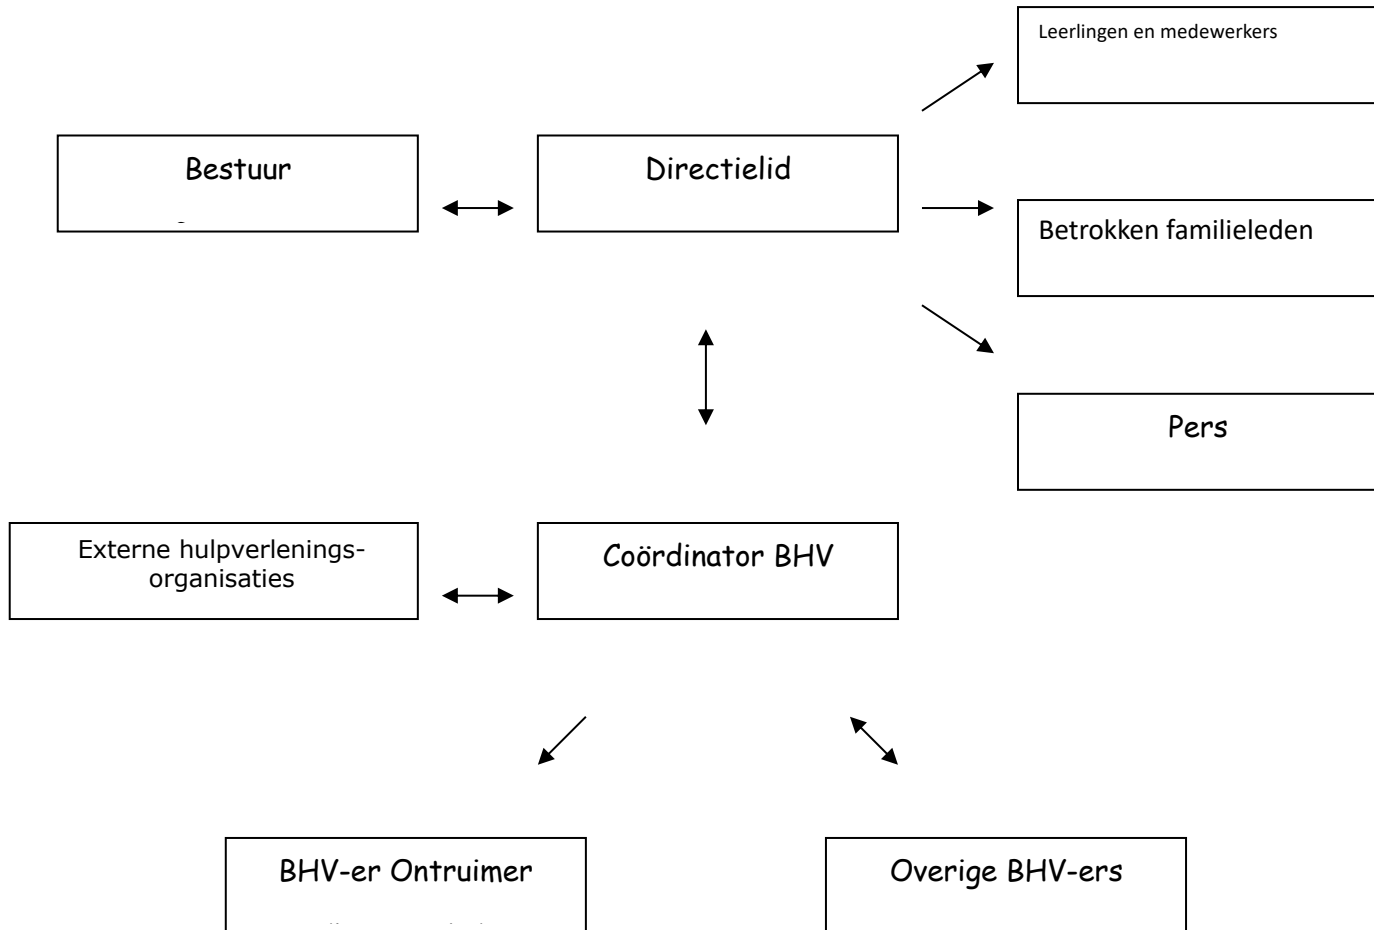 Leerlingen en medewerkers
Bestuur
Directielid
Betrokken familieleden
Pers
Externe hulpverlenings-
organisaties
Coördinator BHV
BHV-er Ontruimer
Overige BHV-ers